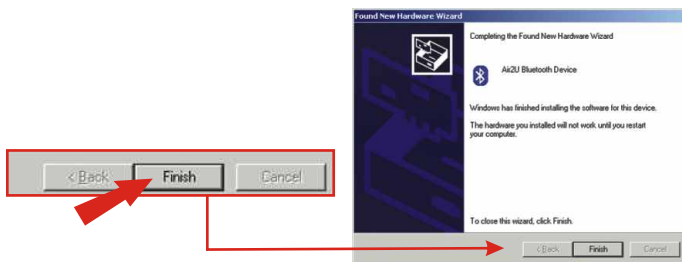 Found New Hardware Wizard
Completing the Found New Hardware Wizard
Air2U Bluetooth Device
Windows has finished installing the software for this device.
The hardware you installed will not work until you restart
your computer.
< Back
Finish
Cancel
To close this wizard, click Finish.
< Back
Finish
Cancel